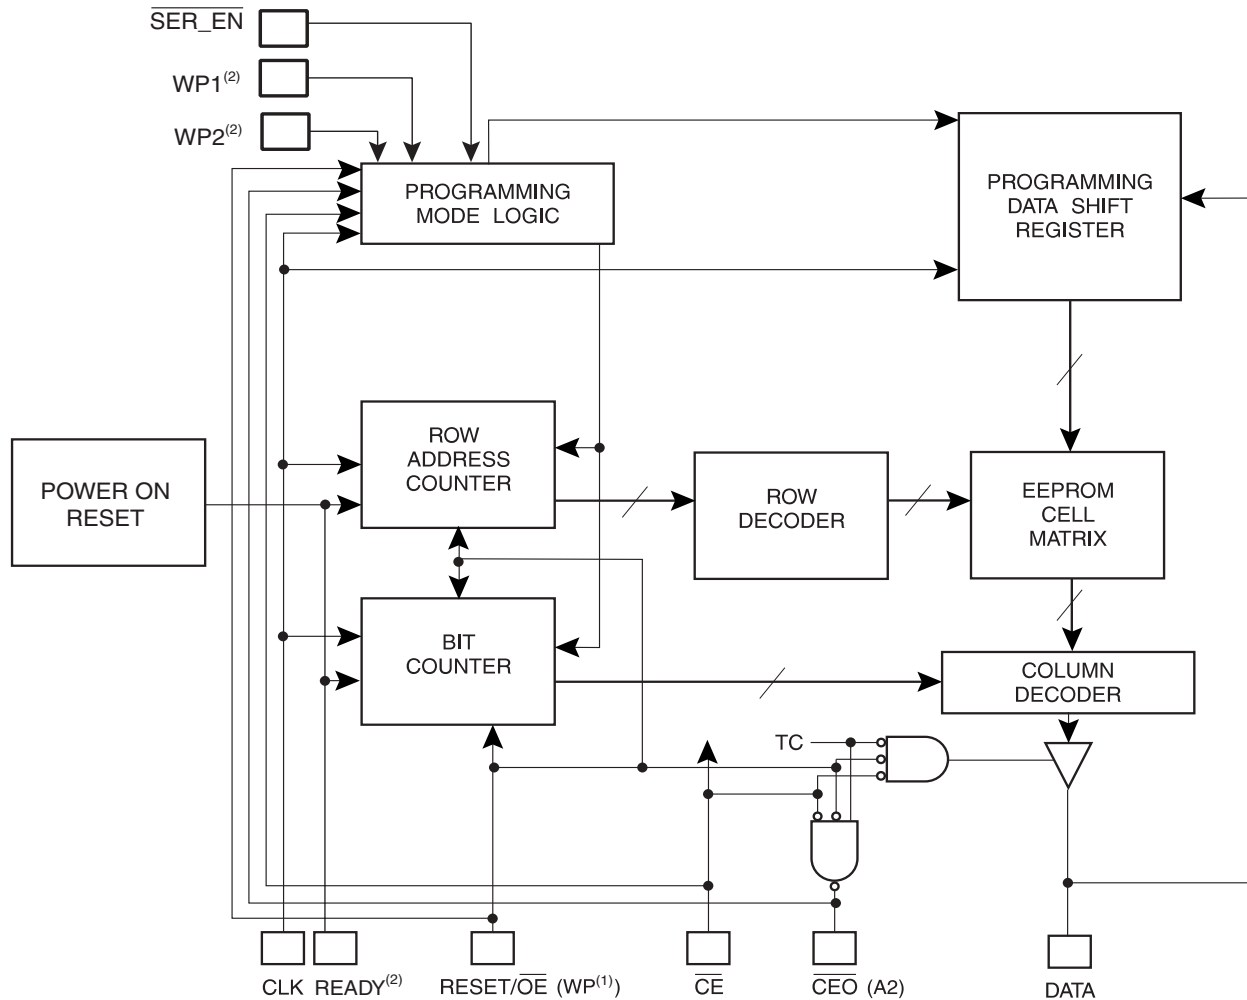 SER_EN
WP1(2)
WP2(2)
PROGRAMMING
MODE LOGIC
PROGRAMMING
DATA SHIFT
REGISTER
POWER ON
RESET
ROW
ADDRESS
COUNTER
ROW
DECODER
EEPROM
CELL
MATRIX
BIT
COUNTER
COLUMN
DECODER
TC
CLK
READY(2)
RESET/OE (WP(1))
CE
CEO (A2)
DATA